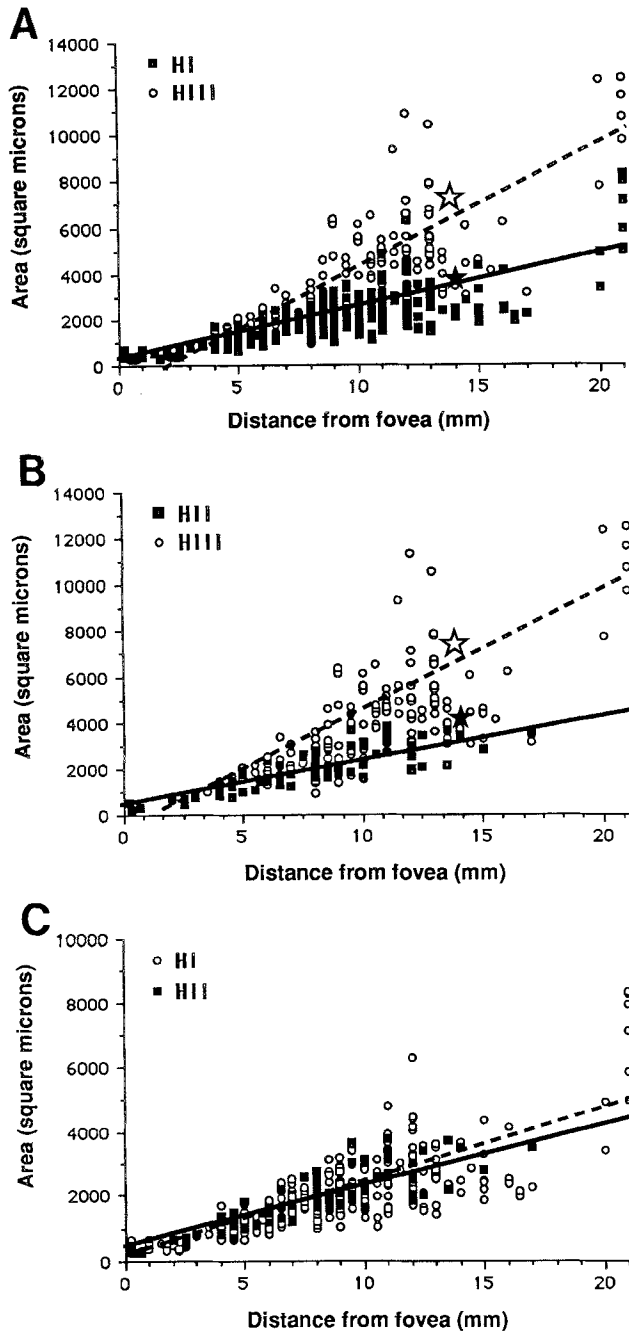 A
14000
12000
10000
8000
6000
4000
2000
0
Area (square microns)
HI
HIII
0 5 10 15 20
Distance from fovea (mm)
B
14000
12000
10000
8000
6000
4000
2000
0
Area (square microns)
HII
HIII
0 5 10 15 20
Distance from fovea (mm)
C
10000
8000
6000
4000
2000
0
Area (square microns)
HI
HII
0 5 10 15 20
Distance from fovea (mm)